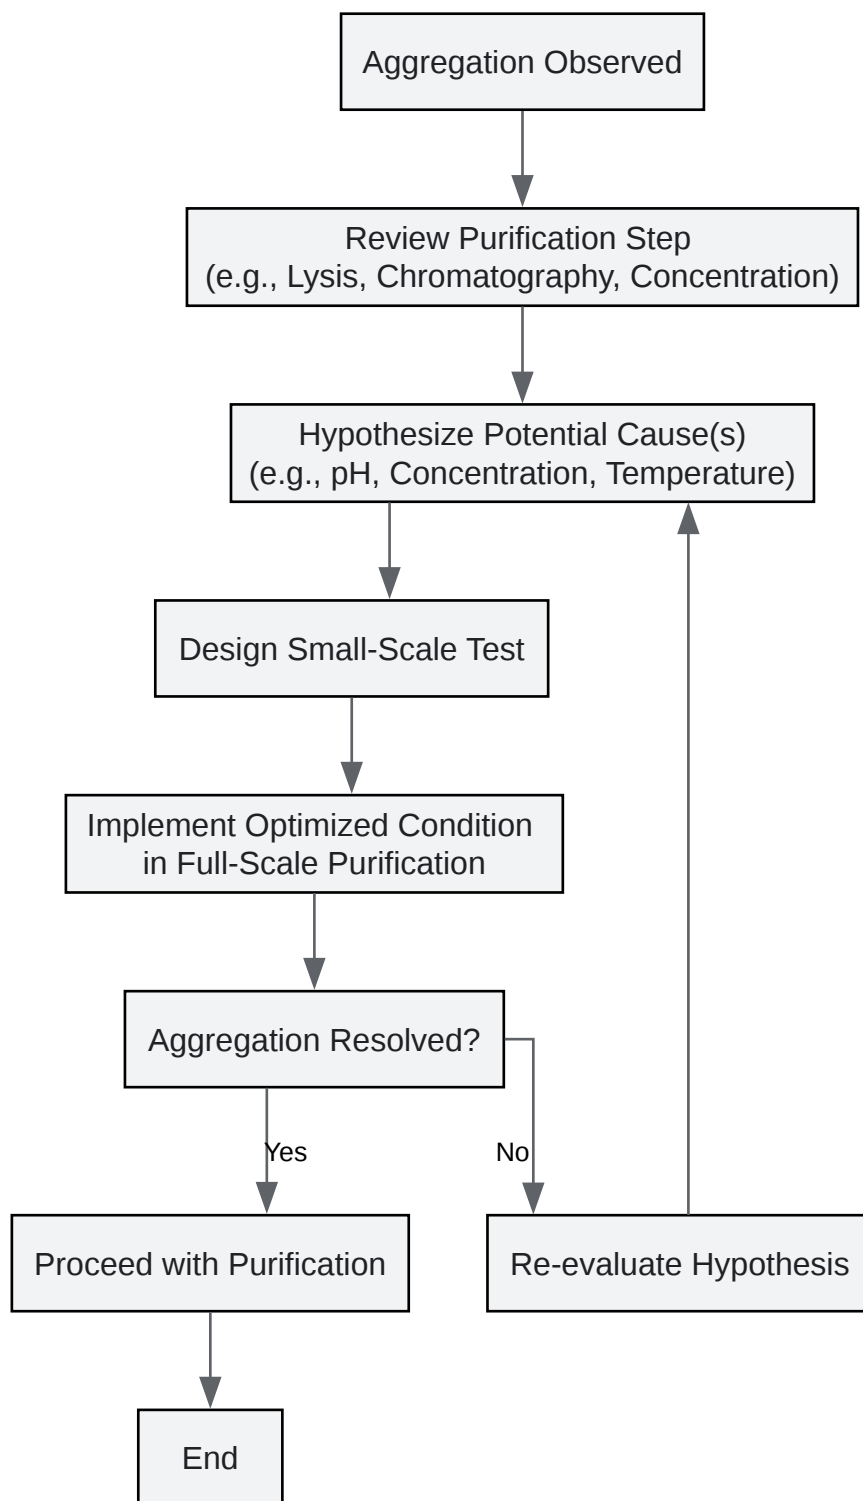 Aggregation Observed
Review Purification Step
(e.g., Lysis, Chromatography, Concentration)
Hypothesize Potential Cause(s)
(e.g., pH, Concentration, Temperature)
Design Small-Scale Test
Implement Optimized Condition
in Full-Scale Purification
Aggregation Resolved?
Yes
No
Proceed with Purification
Re-evaluate Hypothesis
End